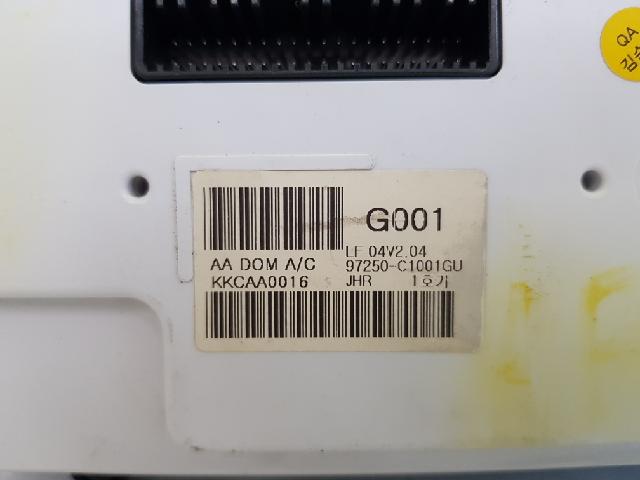 QA
G001
LF 04V2.04
AA DOM A/C 97250-C1001GU
KKCAA0016 JHR 1호기